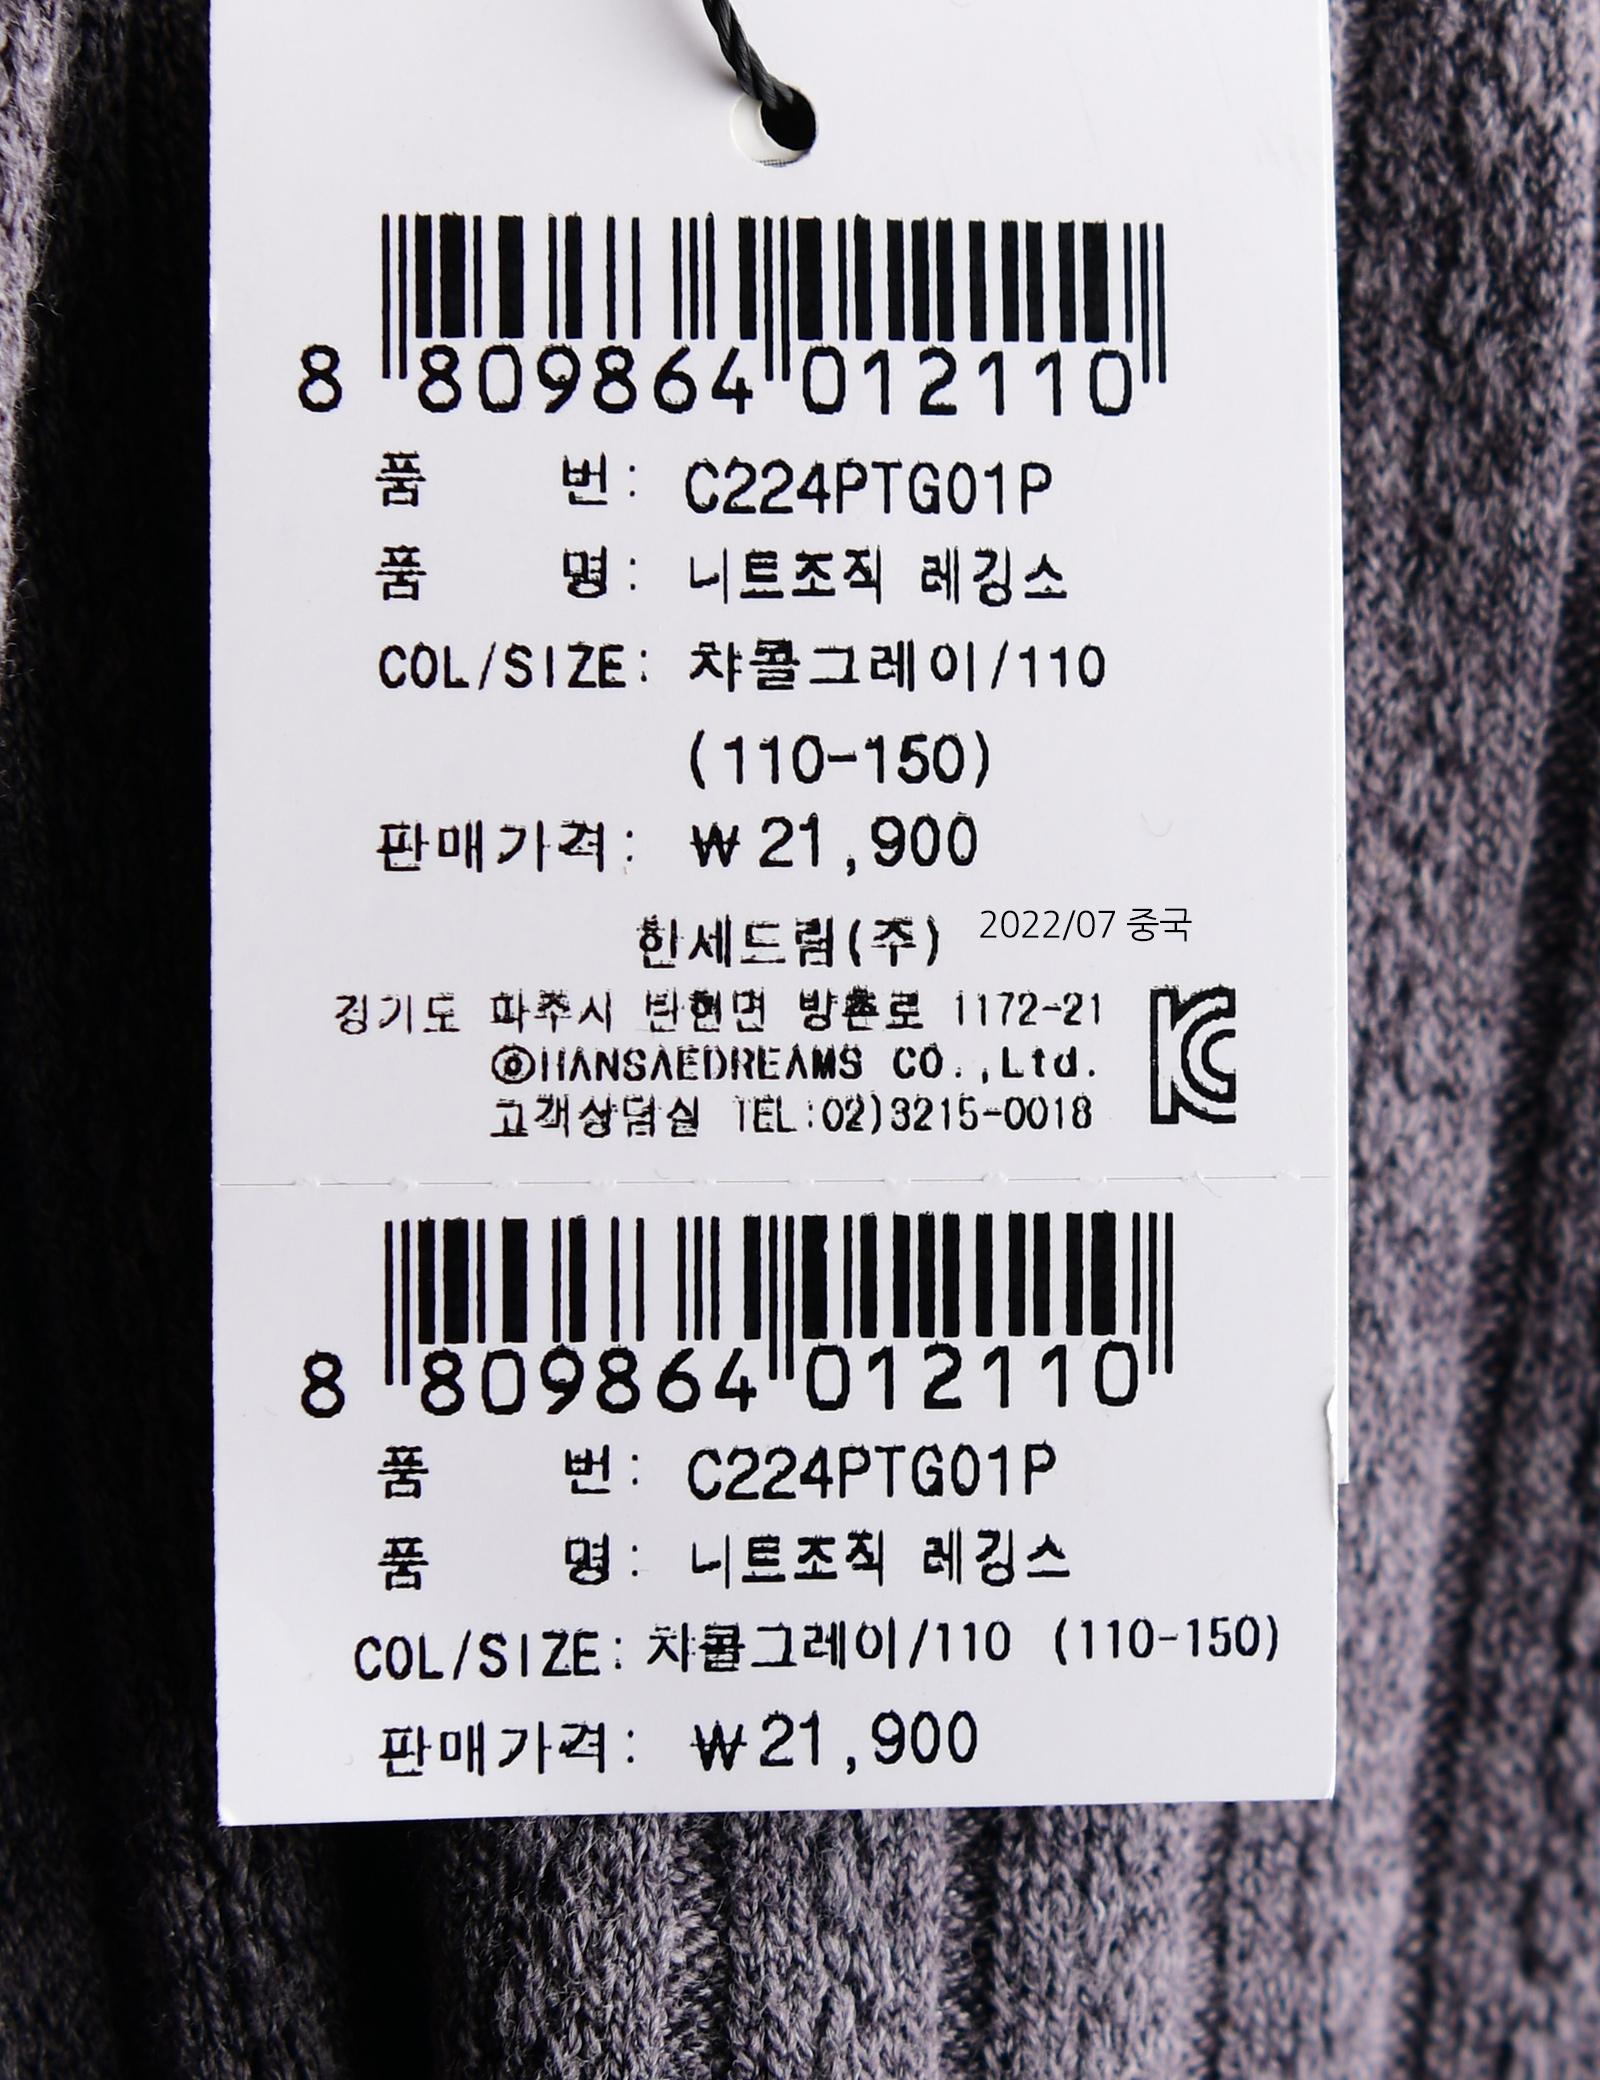 8 809864 012110
품 번: C224PTG01P
품 명: 니트조직 레깅스
COL/SIZE: 챠콜그레이/110
(110-150)
판매가격: ₩21,900
한세드림(주) 2022/07 중국
경기도 파주시 탄현면 방촌로 1172-21
©HANSAEDREAMS CO.,Ltd.
고객상담실 TEL:02)3215-0018
8 809864 012110
품 번: C224PTG01P
품 명: 니트조직 레깅스
COL/SIZE: 챠콜그레이/110 (110-150)
판매가격: ₩21,900